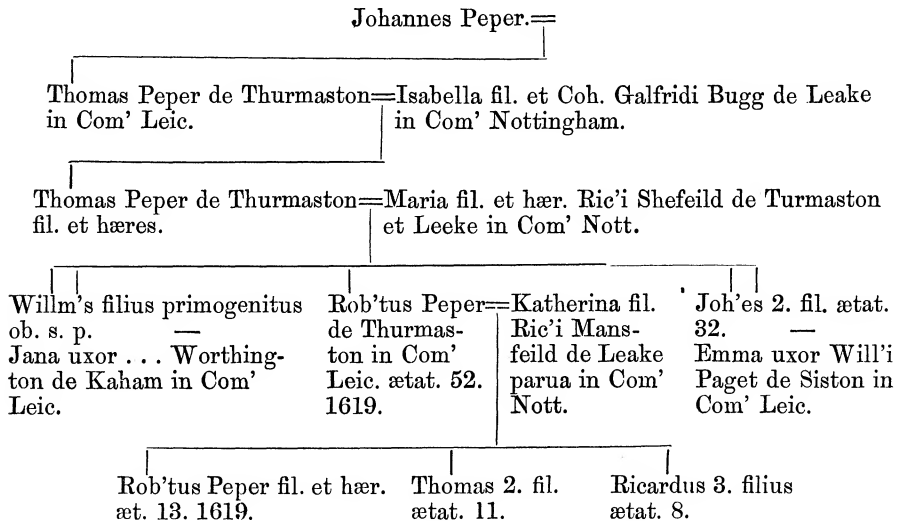 Johannes Peper.=
Thomas Peper de Thurmaston=Isabella fil. et Coh. Galfridi Bugg de Leake
in Com' Leic. in Com' Nottingham.
Thomas Peper de Thurmaston=Maria fil. et hær. Ric'i Shefeild de Turmaston
fil. et hæres. et Leeke in Com' Nott.
Willm's filius primogenitus
ob. s. p. —
Jana uxor . . . Worthing-
ton de Kaham in Com'
Leic.
Rob'tus Peper=
de Thurmas-
ton in Com'
Leic. ætat. 52.
1619.
Katherina fil.
Ric'i Mans-
feild de Leake
parua in Com'
Nott.
Joh'es 2. fil. ætat.
32. —
Emma uxor Will'i
Paget de Siston in
Com' Leic.
Rob'tus Peper fil. et hær.
æt. 13. 1619.
Thomas 2. fil.
ætat. 11.
Ricardus 3. filius
ætat. 8.